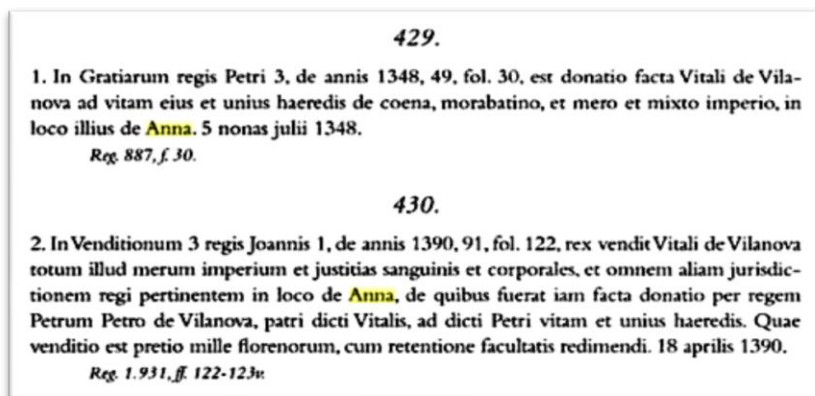 429.
1. In Gratiarum regis Petri 3, de annis 1348, 49, fol. 30, est donatio facta Vitali de Vila-
nova ad vitam eius et unius haeredis de coena, morabatino, et mero et mixto imperio, in
loco illius de Anna. 5 nonas julii 1348.
Reg. 887, f. 30.
430.
2. In Venditionum 3 regis Joannis 1, de annis 1390, 91, fol. 122, rex vendit Vitali de Vilanova
totum illud merum imperium et justitias sanguinis et corporales, et omnem aliam jurisdic-
tionem regi pertinentem in loco de Anna, de quibus fuerat iam facta donatio per regem
Petrum Petro de Vilanova, patri dicti Vitalis, ad dicti Petri vitam et unius haeredis. Quae
venditio est pretio mille florenorum, cum retentione facultatis redimendi. 18 aprilis 1390.
Reg. 1.931, ff. 122-123v.